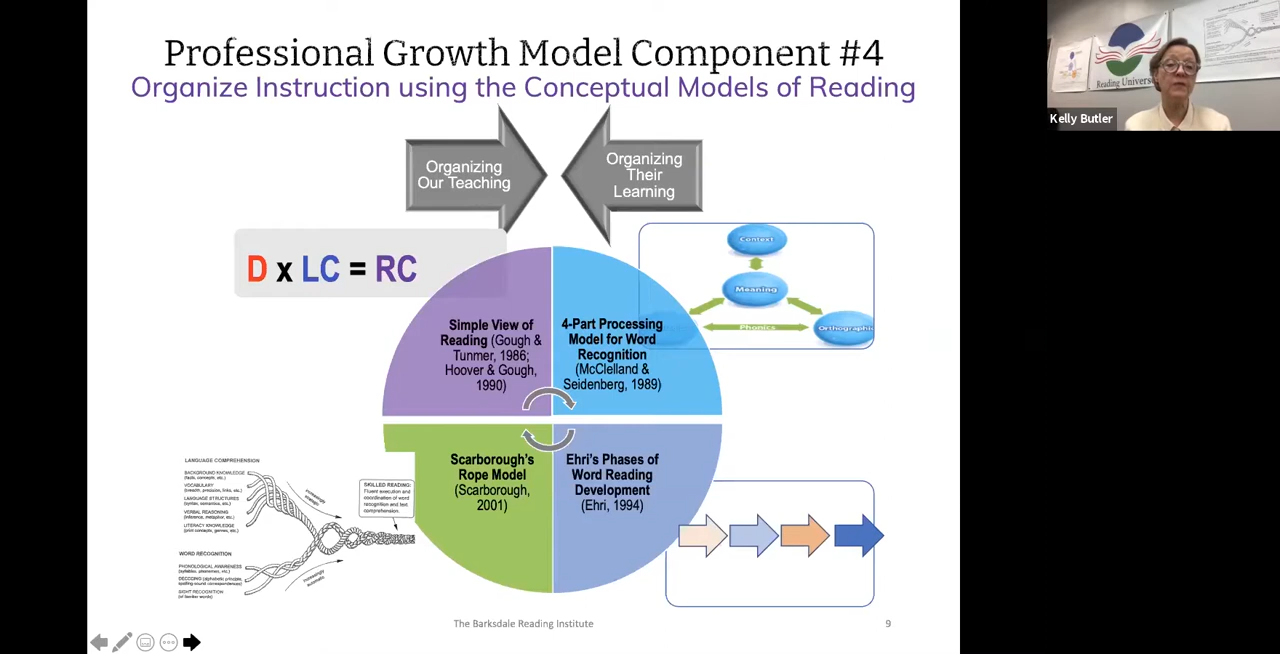 Professional Growth Model Component #4
Organize Instruction using the Conceptual Models of Reading
Organizing
Our Teaching
Organizing
Their
Learning
D x LC = RC
Context
Meaning
Phonics
Simple View of
Reading (Gough &
Tunmer, 1986;
Hoover & Gough,
1990)
4-Part Processing
Model for Word
Recognition
(McClelland &
Seidenberg, 1989)
Scarborough's
Rope Model
(Scarborough,
2001)
Ehri's Phases of
Word Reading
Development
(Ehri, 1994)
LANGUAGE COMPREHENSION
BACKGROUND KNOWLEDGE
(facts, concepts, etc.)
VOCABULARY
(breadth, precision, links, etc.)
LANGUAGE STRUCTURES
(syntax, semantics, etc.)
VERBAL REASONING
(inference, metaphor, etc.)
LITERACY KNOWLEDGE
(print concepts, genres, etc.)
WORD RECOGNITION
PHONOLOGICAL AWARENESS
(syllables, phonemes, etc.)
DECODING (alphabetic principle,
spelling-sound correspondences)
SIGHT RECOGNITION
(of familiar words)
increasingly
strategic
increasingly
automatic
SKILLED READING:
Fluent execution and
coordination of word
recognition and text
comprehension.
The Barksdale Reading Institute
9
Reading
Kelly Butler